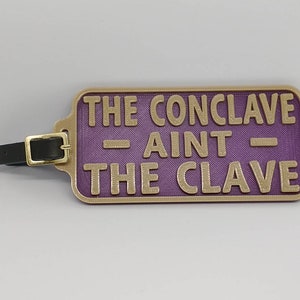 THE CONCLAVE
- AINT -
THE CLAVE